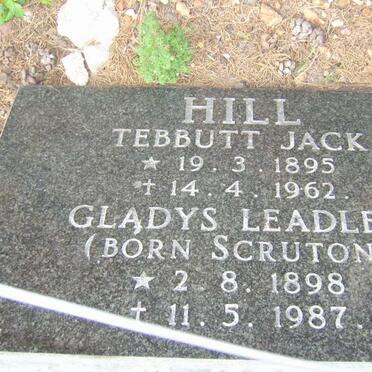 HILL
TEBBUTT JACK
★ 19.3.1895
✝ 14.4.1962.
GLADYS LEADLE
(BORN SCRUTON
★ 2.8.1898
✝ 11.5.1987.